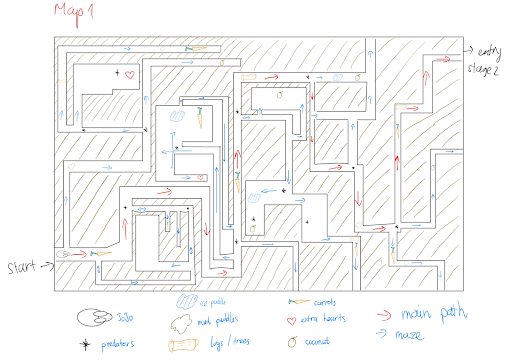 Map 1
entry
stage 2
Start
JoJo
predators
ice puddle
mud puddles
logs / trees
carrots
extra hearts
coconut
main path
maze